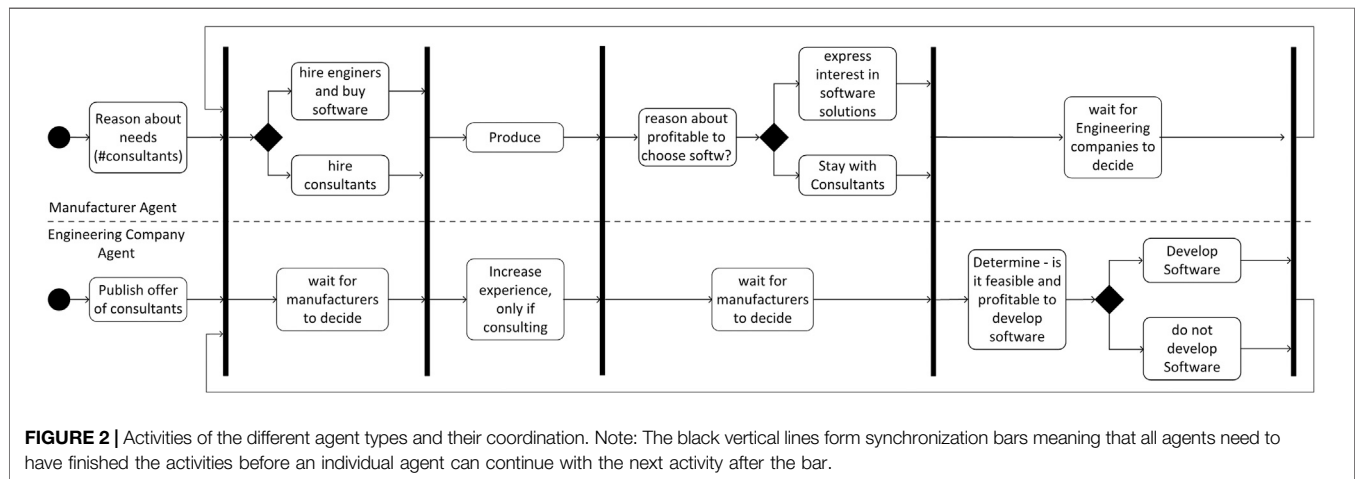 Reason about
needs
(#consultants)
hire enginers
and buy
software
hire
consultants
Produce
reason about
profitable to
choose softw?
express
interest in
software
solutions
Stay with
Consultants
wait for
Engineering
companies to
decide
Manufacturer Agent
Engineering Company
Agent
Publish offer
of consultants
wait for
manufacturers
to decide
Increase
experience,
only if
consulting
wait for
manufacturers
to decide
Determine - is
it feasible and
profitable to
develop
software
Develop
Software
do not
develop
Software
FIGURE 2 | Activities of the different agent types and their coordination. Note: The black vertical lines form synchronization bars meaning that all agents need to
have finished the activities before an individual agent can continue with the next activity after the bar.